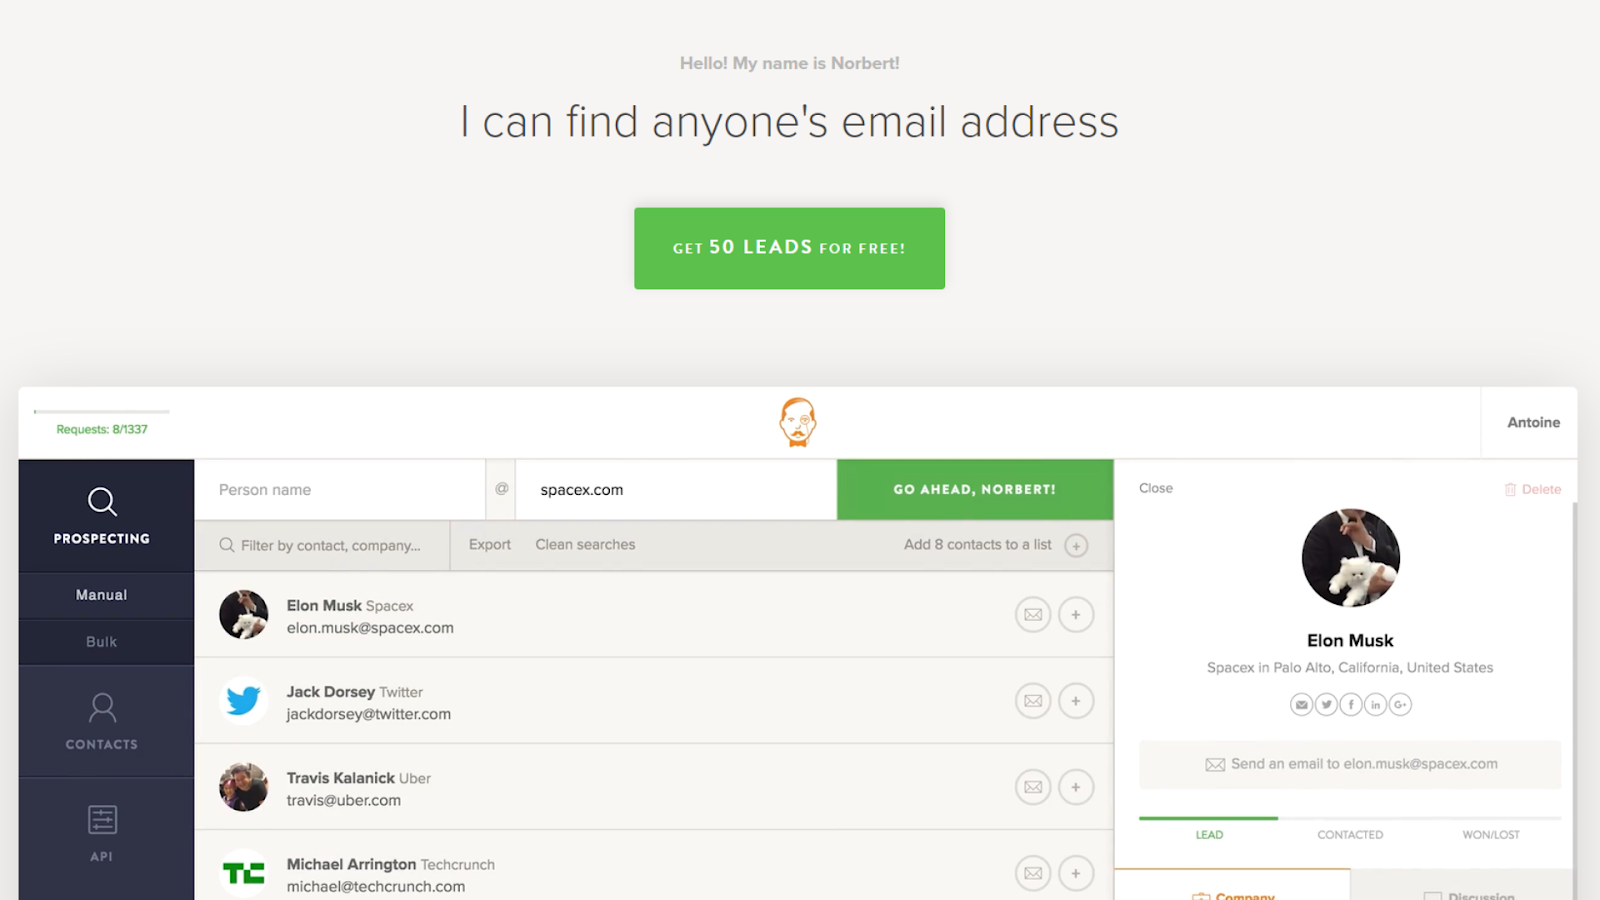 Hello! My name is Norbert!
I can find anyone's email address
GET 50 LEADS FOR FREE!
Requests: 8/1337
Antoine
PROSPECTING
Manual
Bulk
CONTACTS
API
Person name
@
spacex.com
GO AHEAD, NORBERT!
Filter by contact, company...
Export
Clean searches
Add 8 contacts to a list
Elon Musk Spacex
elon.musk@spacex.com
Jack Dorsey Twitter
jackdorsey@twitter.com
Travis Kalanick Uber
travis@uber.com
TC
Michael Arrington Techcrunch
michael@techcrunch.com
Close
Delete
Elon Musk
Spacex in Palo Alto, California, United States
f
in
G+
Send an email to elon.musk@spacex.com
LEAD
CONTACTED
WON/LOST
Company
Discussion